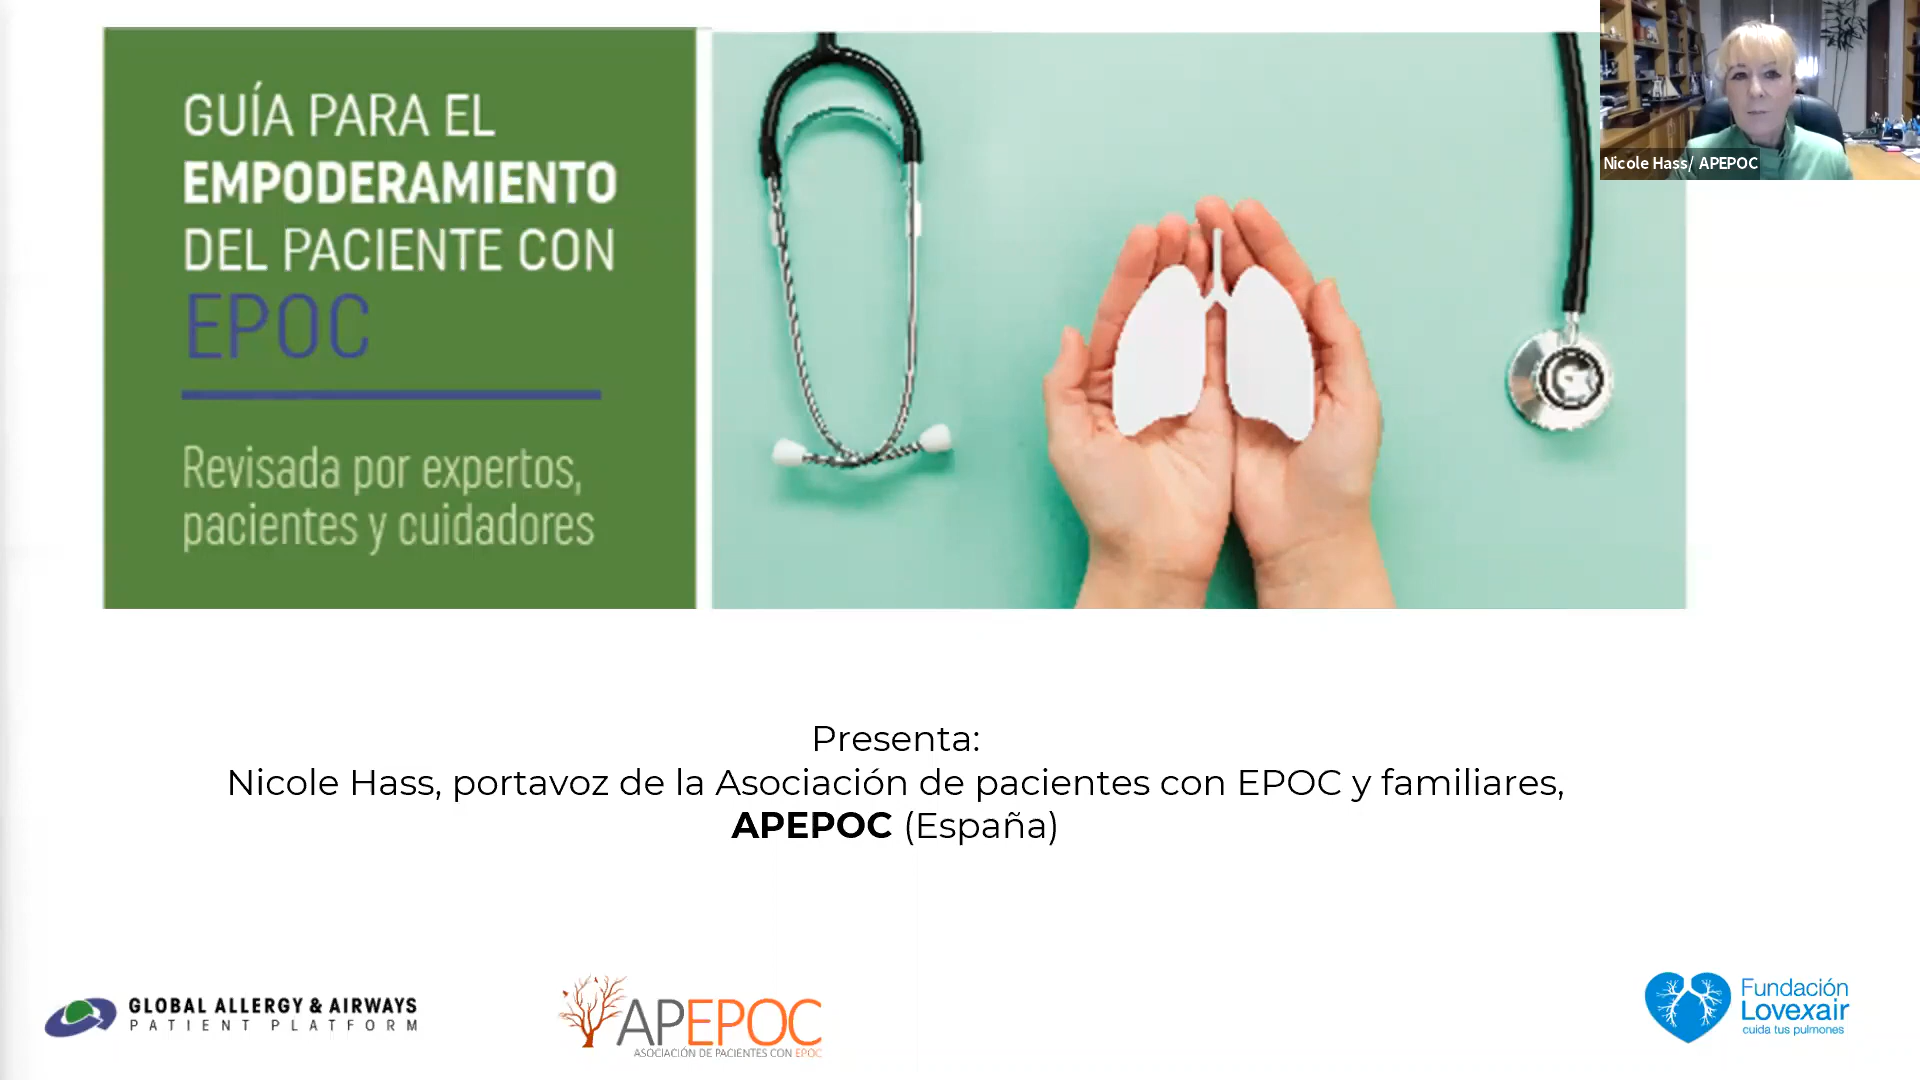 GUÍA PARA EL
EMPODERAMIENTO
DEL PACIENTE CON
EPOC
Revisada por expertos,
pacientes y cuidadores
Nicole Hass/ APEPOC
Presenta:
Nicole Hass, portavoz de la Asociación de pacientes con EPOC y familiares,
APEPOC (España)
GLOBAL ALLERGY & AIRWAYS
PATIENT PLATFORM
APEPOC
ASOCIACIÓN DE PACIENTES CON EPOC
Fundación
Lovexair
cuida tus pulmones